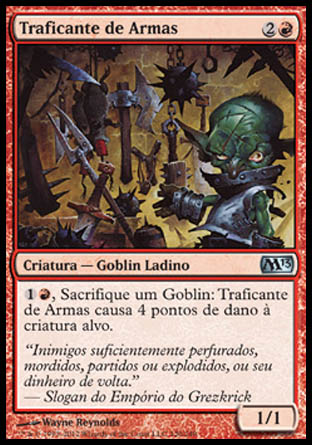 Traficante de Armas 2
Criatura — Goblin Ladino M13
1, Sacrifique um Goblin: Traficante
de Armas causa 4 pontos de dano à
criatura alvo.
“Inimigos suficientemente perfurados,
mordidos, partidos ou explodidos, ou seu
dinheiro de volta.”
— Slogan do Empório do Grezkrick
Wayne Reynolds
1/1